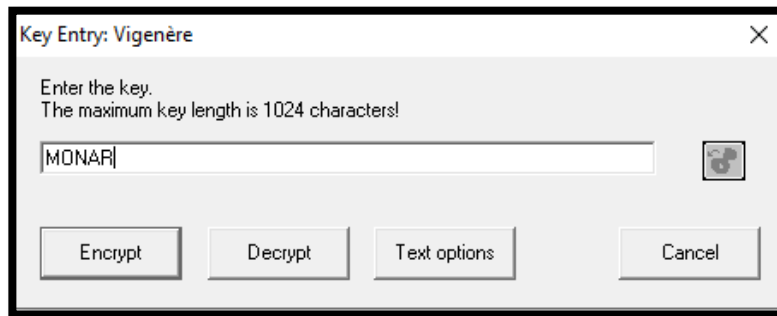 Key Entry: Vigenère
Enter the key.
The maximum key length is 1024 characters!
MONAR
Encrypt Decrypt Text options Cancel